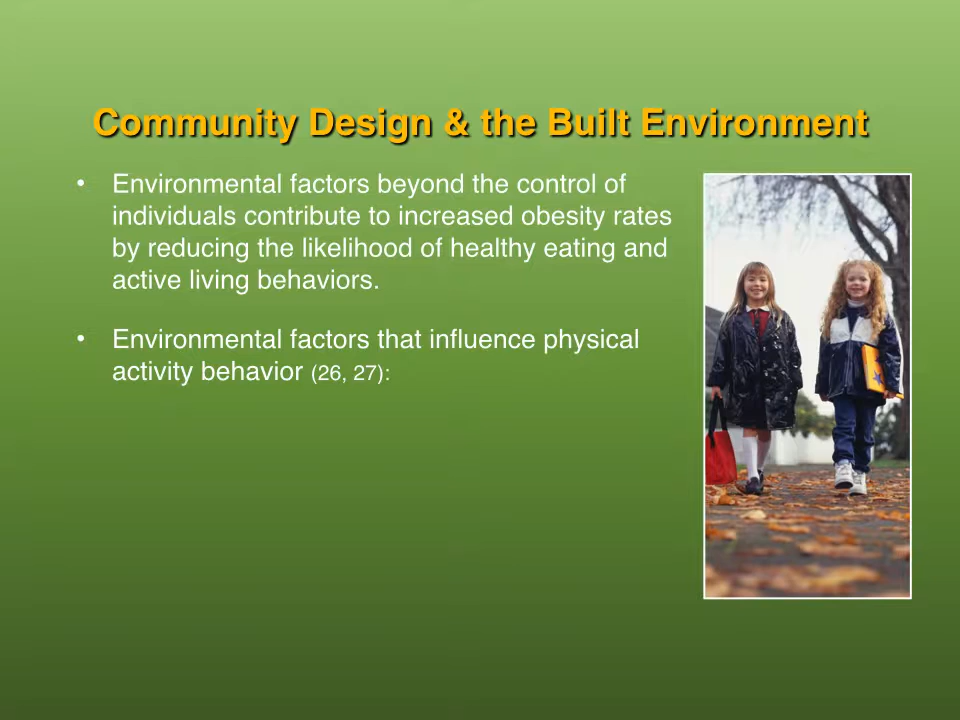 Community Design & the Built Environment
• Environmental factors beyond the control of
individuals contribute to increased obesity rates
by reducing the likelihood of healthy eating and
active living behaviors.
• Environmental factors that influence physical
activity behavior (26, 27):